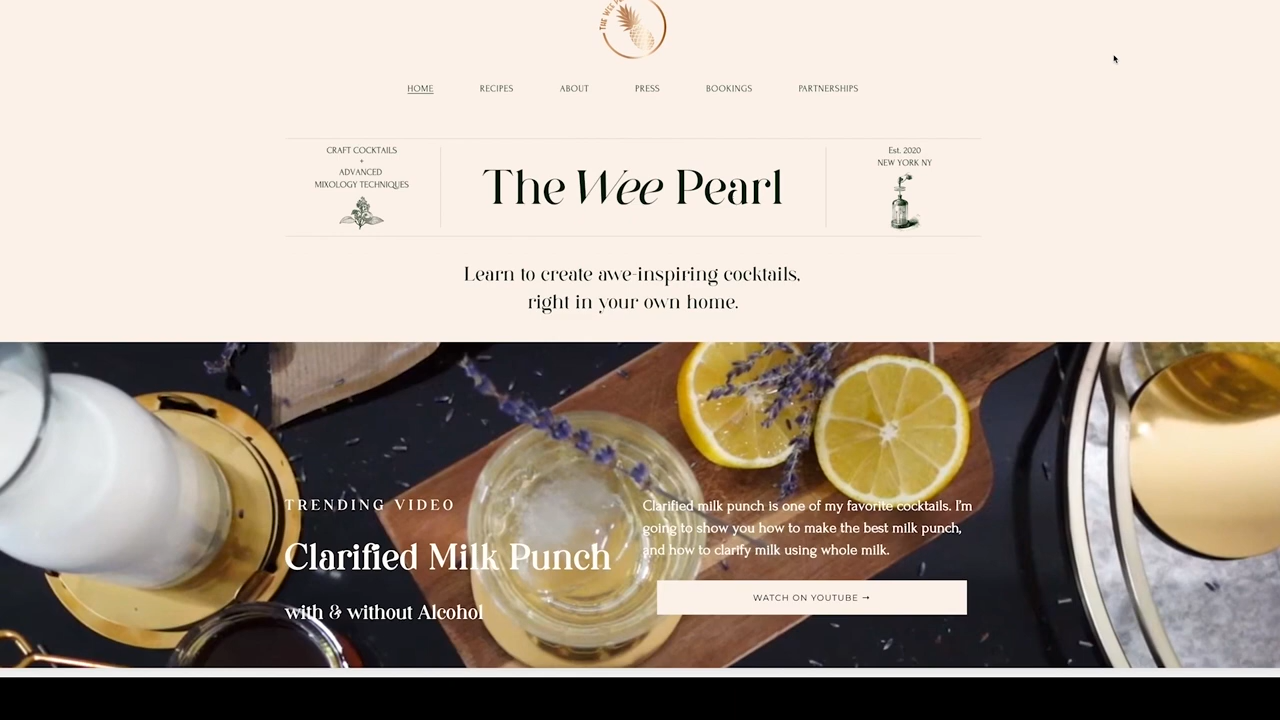 THE WEE
HOME
RECIPES
ABOUT
PRESS
BOOKINGS
PARTNERSHIPS
CRAFT COCKTAILS
+
ADVANCED
MIXOLOGY TECHNIQUES
The Wee Pearl
Est. 2020
NEW YORK NY
Learn to create awe-inspiring cocktails,
right in your own home.
TRENDING VIDEO
Clarified Milk Punch
with & without Alcohol
Clarified milk punch is one of my favorite cocktails. I'm
going to show you how to make the best milk punch,
and how to clarify milk using whole milk.
WATCH ON YOUTUBE →